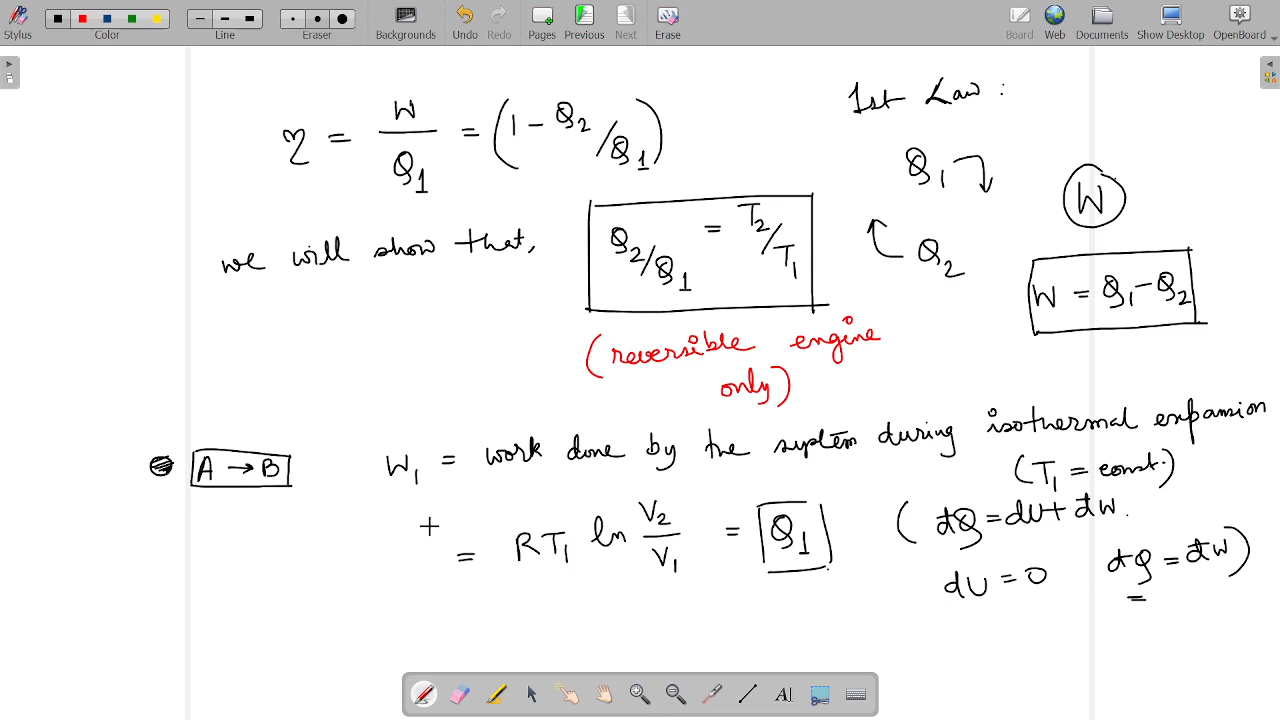 Stylus Color Line Eraser Backgrounds Undo Redo Pages Previous Next Erase Board Web Documents Show Desktop OpenBoard
η = W/Q₁ = (1 - Q₂/Q₁)
1st Law :
Q₁
W
we will show that, Q₂/Q₁ = T₂/T₁
Q₂
W = Q₁ - Q₂
(reversible engine
only)
A → B W₁ = work done by the system during isothermal expansion
(T₁ = const.)
+ = RT₁ ln V₂/V₁ = Q₁ (đQ = dU + đW.
dU = 0 đQ = đW)